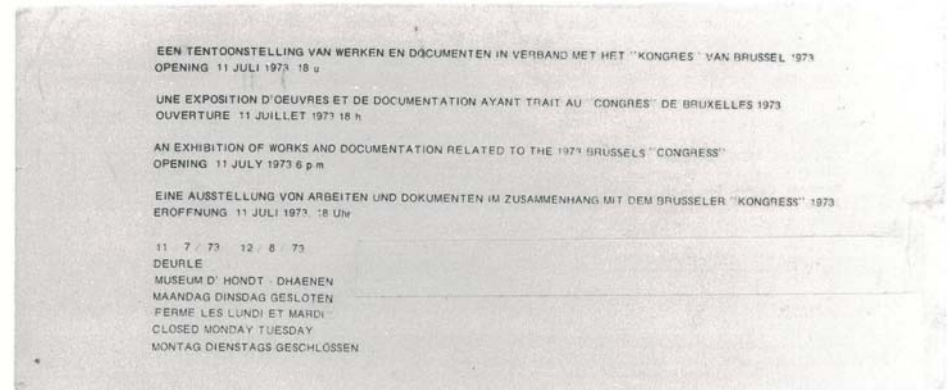 EEN TENTOONSTELLING VAN WERKEN EN DOCUMENTEN IN VERBAND MET HET "KONGRES" VAN BRUSSEL 1973
OPENING 11 JULI 1973 18 u
UNE EXPOSITION D'OEUVRES ET DE DOCUMENTATION AYANT TRAIT AU "CONGRES" DE BRUXELLES 1973
OUVERTURE 11 JUILLET 1973 18 h
AN EXHIBITION OF WORKS AND DOCUMENTATION RELATED TO THE 1973 BRUSSELS "CONGRESS"
OPENING 11 JULY 1973 6 p m
EINE AUSSTELLUNG VON ARBEITEN UND DOKUMENTEN IM ZUSAMMENHANG MIT DEM BRUSSELER "KONGRESS" 1973
EROFFNUNG 11 JULI 1973, 18 Uhr
11 / 7 / 73 12 / 8 / 73
DEURLE
MUSEUM D' HONDT - DHAENEN
MAANDAG DINSDAG GESLOTEN
FERME LES LUNDI ET MARDI
CLOSED MONDAY TUESDAY
MONTAG DIENSTAGS GESCHLOSSEN